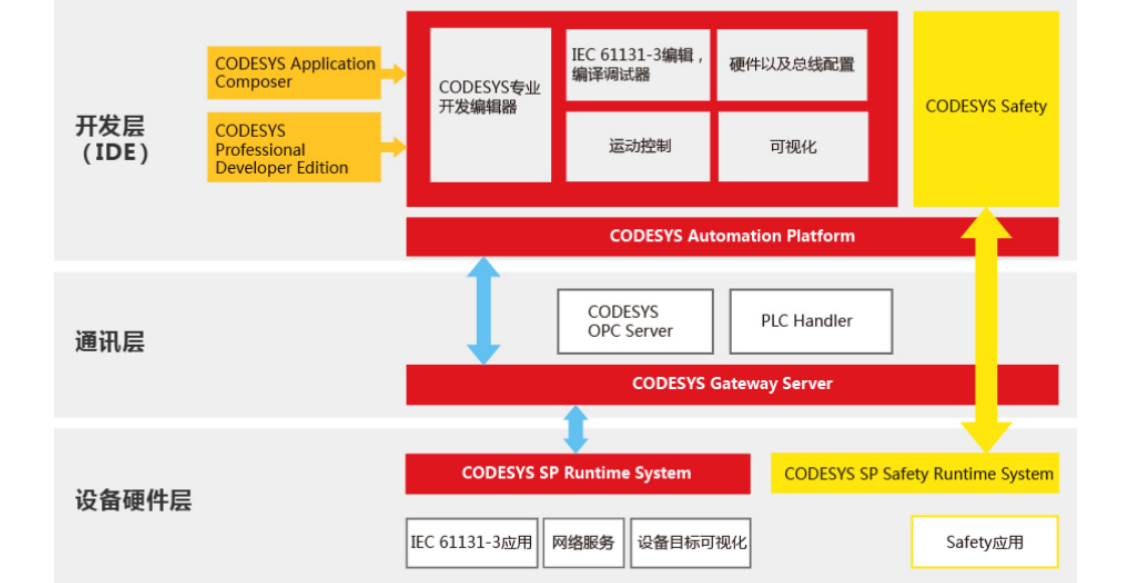 开发层
（IDE）
CODESYS Application
Composer
CODESYS
Professional
Developer Edition
CODESYS专业
开发编辑器
IEC 61131-3编辑，
编译调试器
硬件以及总线配置
运动控制
可视化
CODESYS Safety
CODESYS Automation Platform
通讯层
CODESYS
OPC Server
PLC Handler
CODESYS Gateway Server
设备硬件层
CODESYS SP Runtime System
CODESYS SP Safety Runtime System
IEC 61131-3应用
网络服务
设备目标可视化
Safety应用